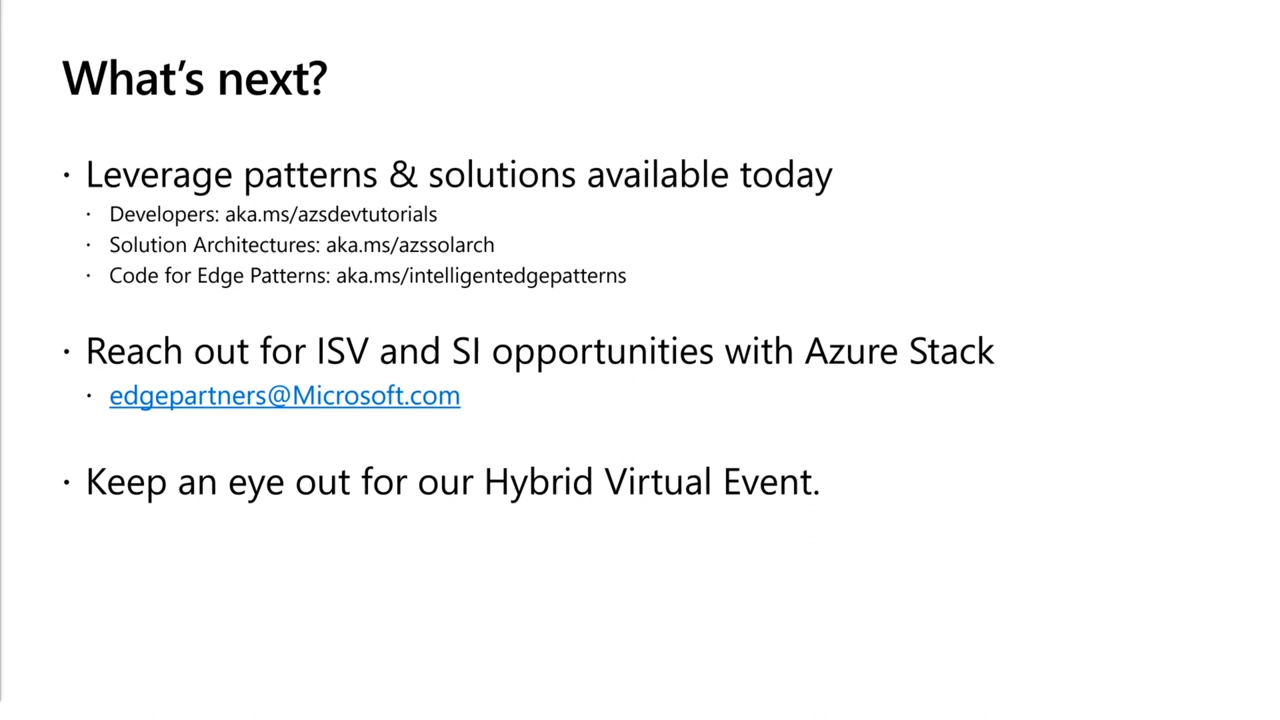 What's next?
· Leverage patterns & solutions available today
· Developers: aka.ms/azsdevtutorials
· Solution Architectures: aka.ms/azssolarch
· Code for Edge Patterns: aka.ms/intelligentedgepatterns
· Reach out for ISV and SI opportunities with Azure Stack
· edgepartners@Microsoft.com
· Keep an eye out for our Hybrid Virtual Event.